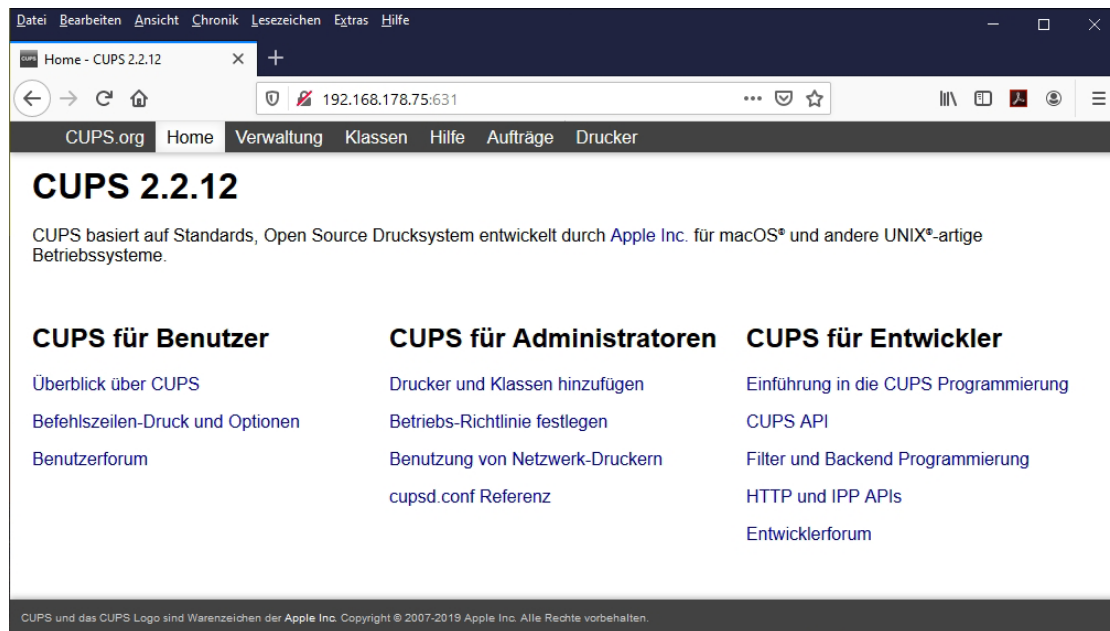 Datei Bearbeiten Ansicht Chronik Lesezeichen Extras Hilfe
Home - CUPS 2.2.12
192.168.178.75:631
CUPS.org Home Verwaltung Klassen Hilfe Aufträge Drucker
CUPS 2.2.12
CUPS basiert auf Standards, Open Source Drucksystem entwickelt durch Apple Inc. für macOS® und andere UNIX®-artige
Betriebssysteme.
CUPS für Benutzer
Überblick über CUPS
Befehlszeilen-Druck und Optionen
Benutzerforum
CUPS für Administratoren
Drucker und Klassen hinzufügen
Betriebs-Richtlinie festlegen
Benutzung von Netzwerk-Druckern
cupsd.conf Referenz
CUPS für Entwickler
Einführung in die CUPS Programmierung
CUPS API
Filter und Backend Programmierung
HTTP und IPP APIs
Entwicklerforum
CUPS und das CUPS Logo sind Warenzeichen der Apple Inc. Copyright © 2007-2019 Apple Inc. Alle Rechte vorbehalten.